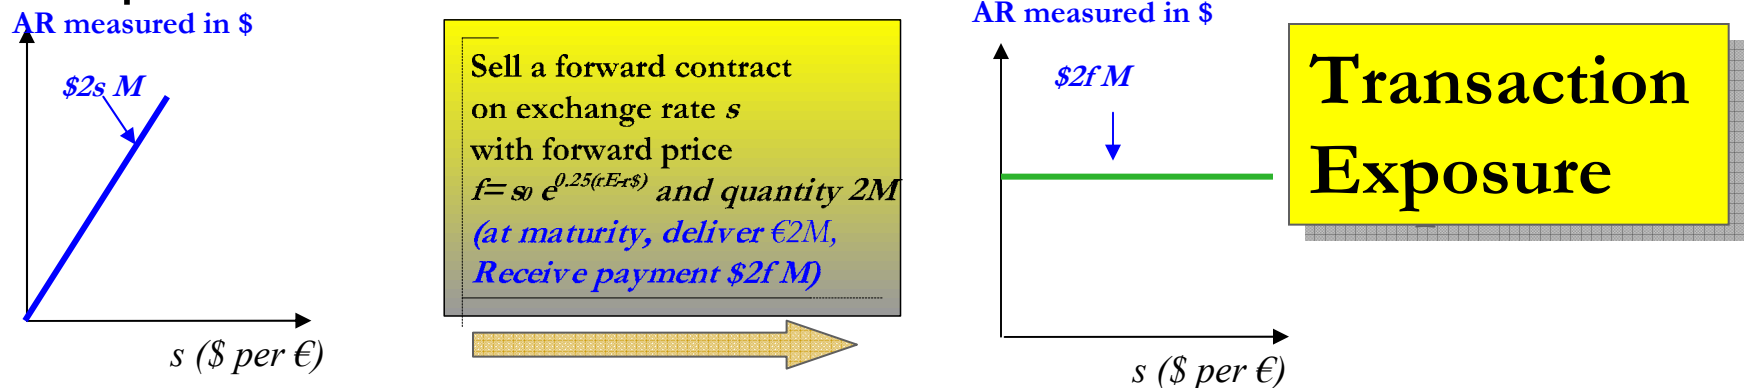 AR measured in $
$2s M
s ($ per €)
Sell a forward contract
on exchange rate s
with forward price
f= s0 e^0.25(rE-r$) and quantity 2M
(at maturity, deliver €2M,
Receive payment $2f M)
AR measured in $
$2f M
s ($ per €)
Transaction
Exposure